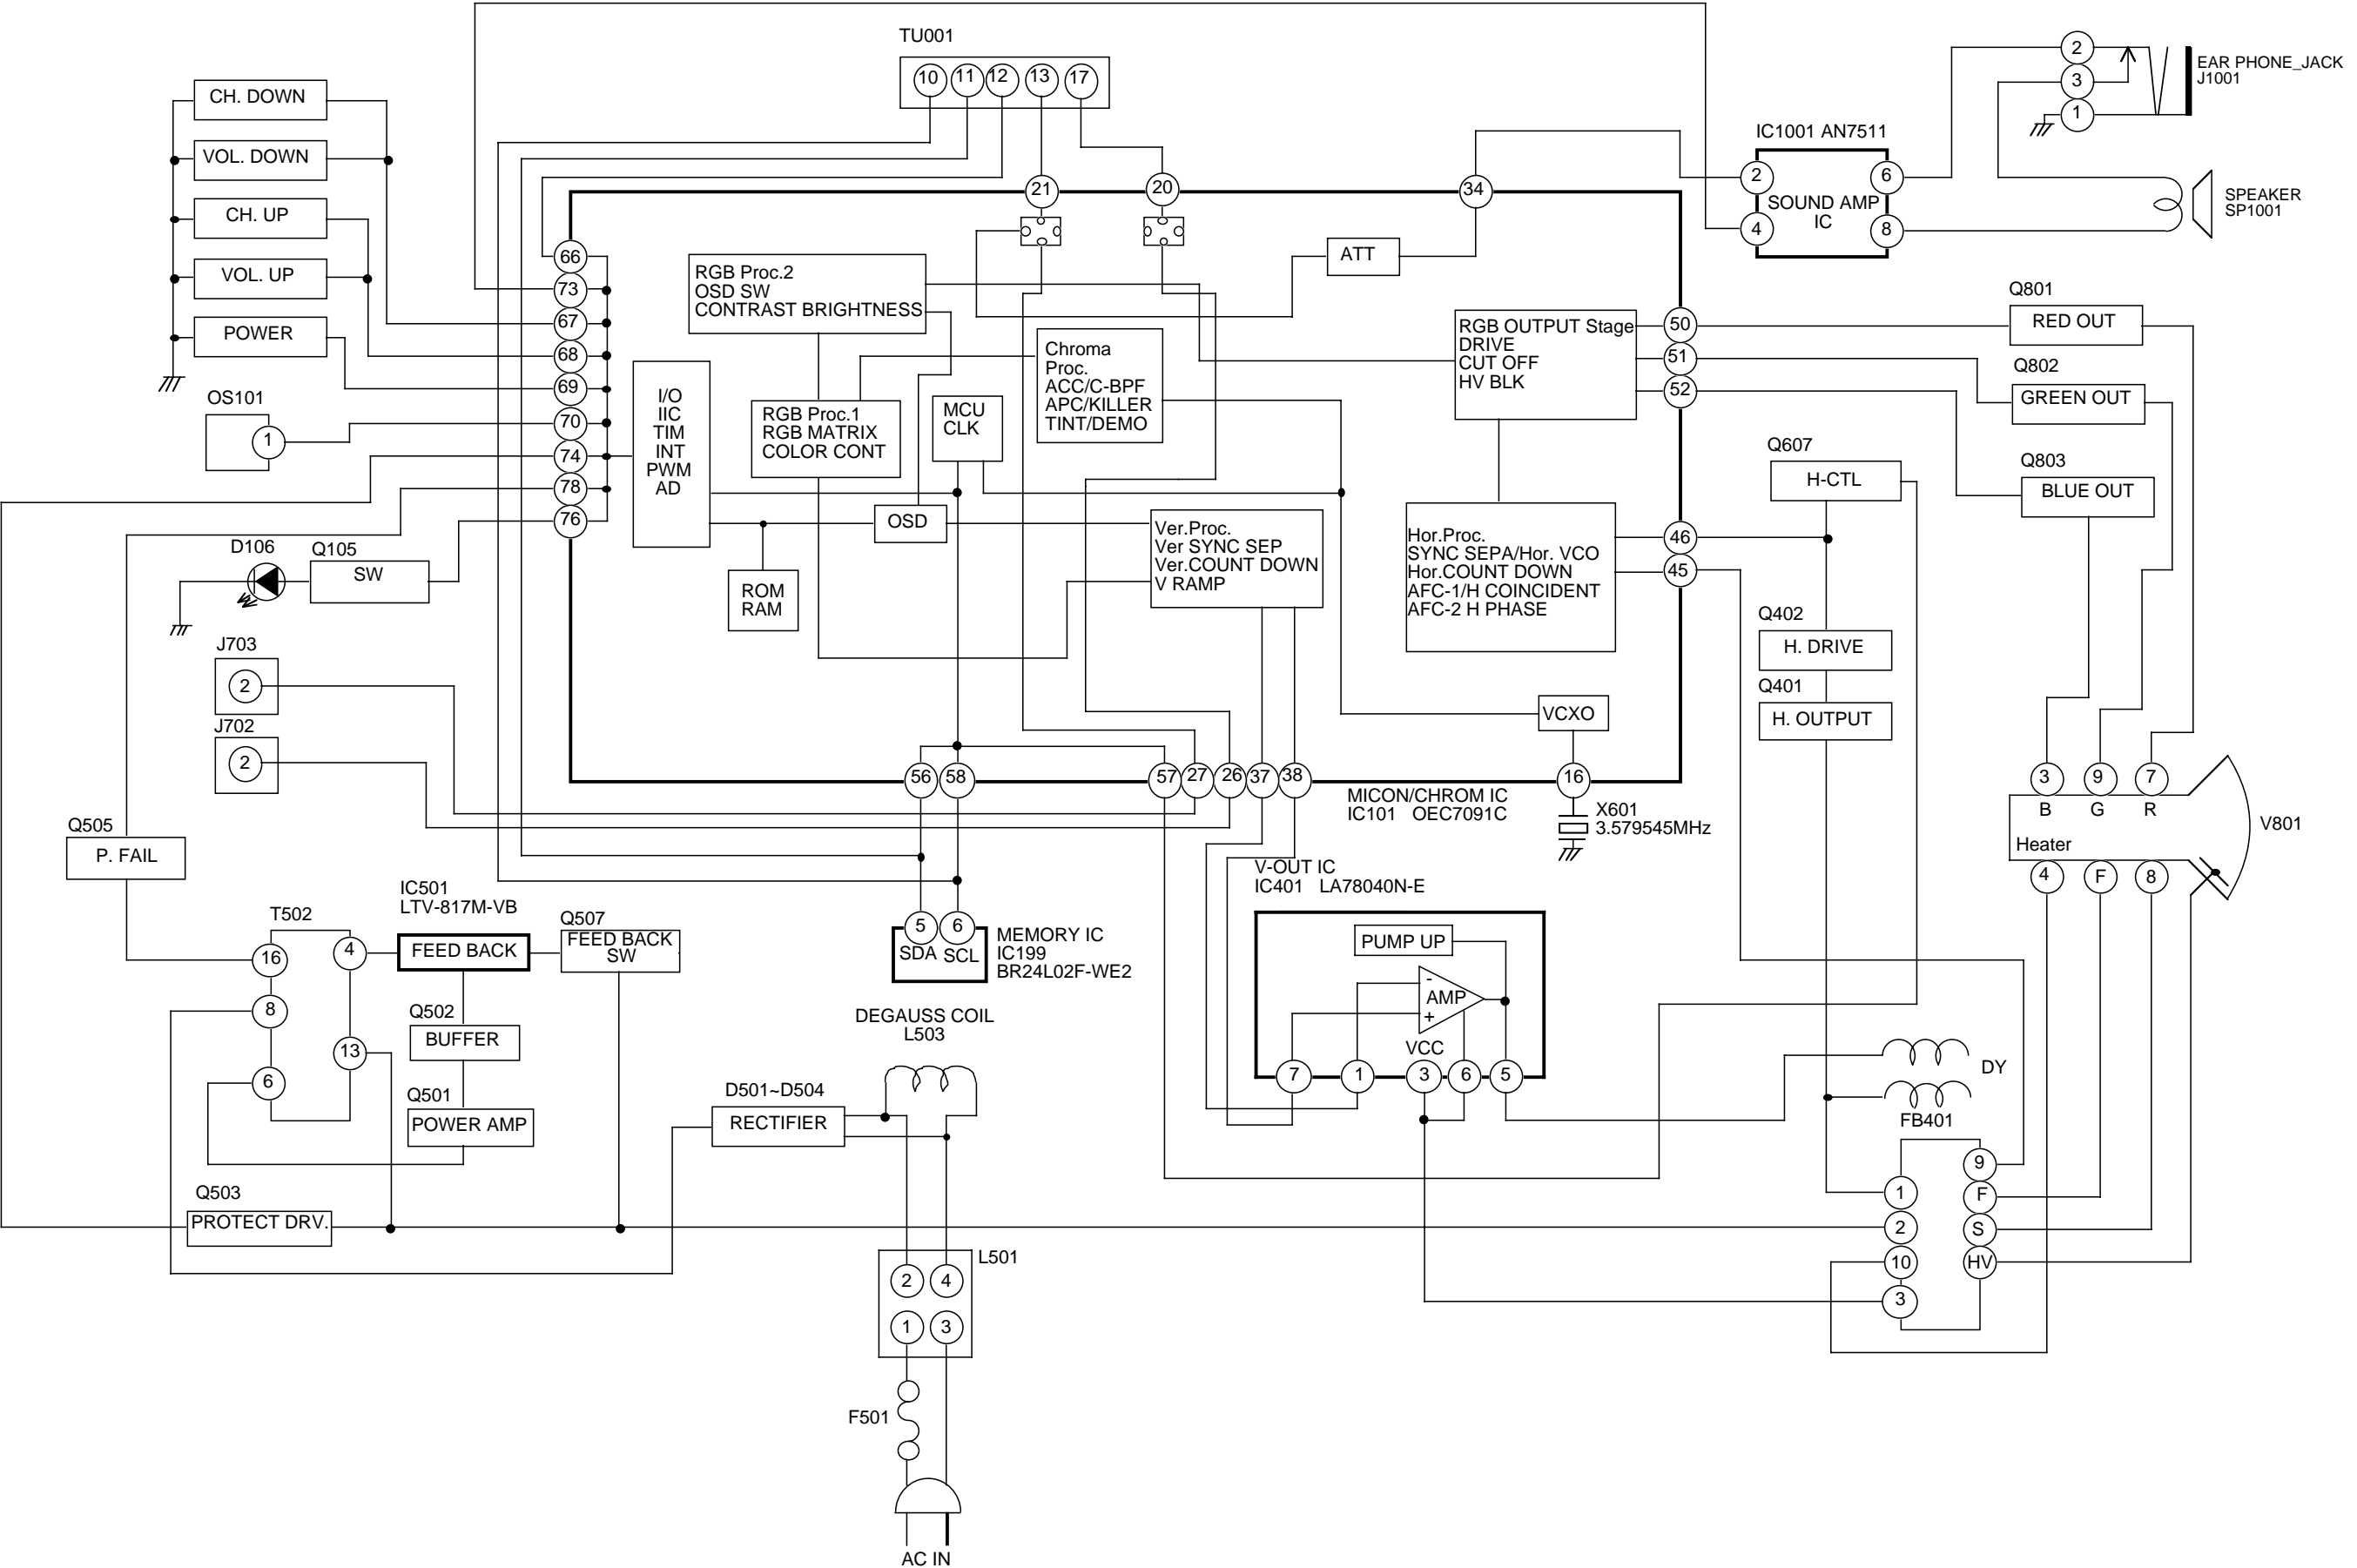 TU001
10 11 12 13 17
CH. DOWN
VOL. DOWN
CH. UP
VOL. UP
POWER
OS101
1
D106
Q105
SW
J703
2
J702
2
Q505
P. FAIL
2
3
1
EAR PHONE_JACK
J1001
IC1001 AN7511
2
6
SOUND AMP
IC
4
8
SPEAKER
SP1001
21
20
34
66
73
67
68
69
70
74
78
76
I/O
IIC
TIM
INT
PWM
AD
RGB Proc.2
OSD SW
CONTRAST BRIGHTNESS
RGB Proc.1
RGB MATRIX
COLOR CONT
Chroma
Proc.
ACC/C-BPF
APC/KILLER
TINT/DEMO
MCU
CLK
OSD
ROM
RAM
ATT
Ver.Proc.
Ver SYNC SEP
Ver.COUNT DOWN
V RAMP
RGB OUTPUT Stage
DRIVE
CUT OFF
HV BLK
Hor.Proc.
SYNC SEPA/Hor. VCO
Hor.COUNT DOWN
AFC-1/H COINCIDENT
AFC-2 H PHASE
VCXO
50
51
52
46
45
56 58 57 27 26 37 38 16
MICON/CHROM IC
IC101 OEC7091C
X601
3.579545MHz
Q801
RED OUT
Q802
GREEN OUT
Q803
BLUE OUT
Q607
H-CTL
Q402
H. DRIVE
Q401
H. OUTPUT
3 9 7
B G R
Heater
4 F 8
V801
V-OUT IC
IC401 LA78040N-E
PUMP UP
-
AMP
+
VCC
7 1 3 6 5
5 6
SDA SCL
MEMORY IC
IC199
BR24L02F-WE2
IC501
LTV-817M-VB
T502
16
4
8
13
6
FEED BACK
Q507
FEED BACK
SW
Q502
BUFFER
Q501
POWER AMP
Q503
PROTECT DRV.
DEGAUSS COIL
L503
D501~D504
RECTIFIER
L501
2 4
1 3
F501
AC IN
DY
FB401
1
2
10
3
9
F
S
HV